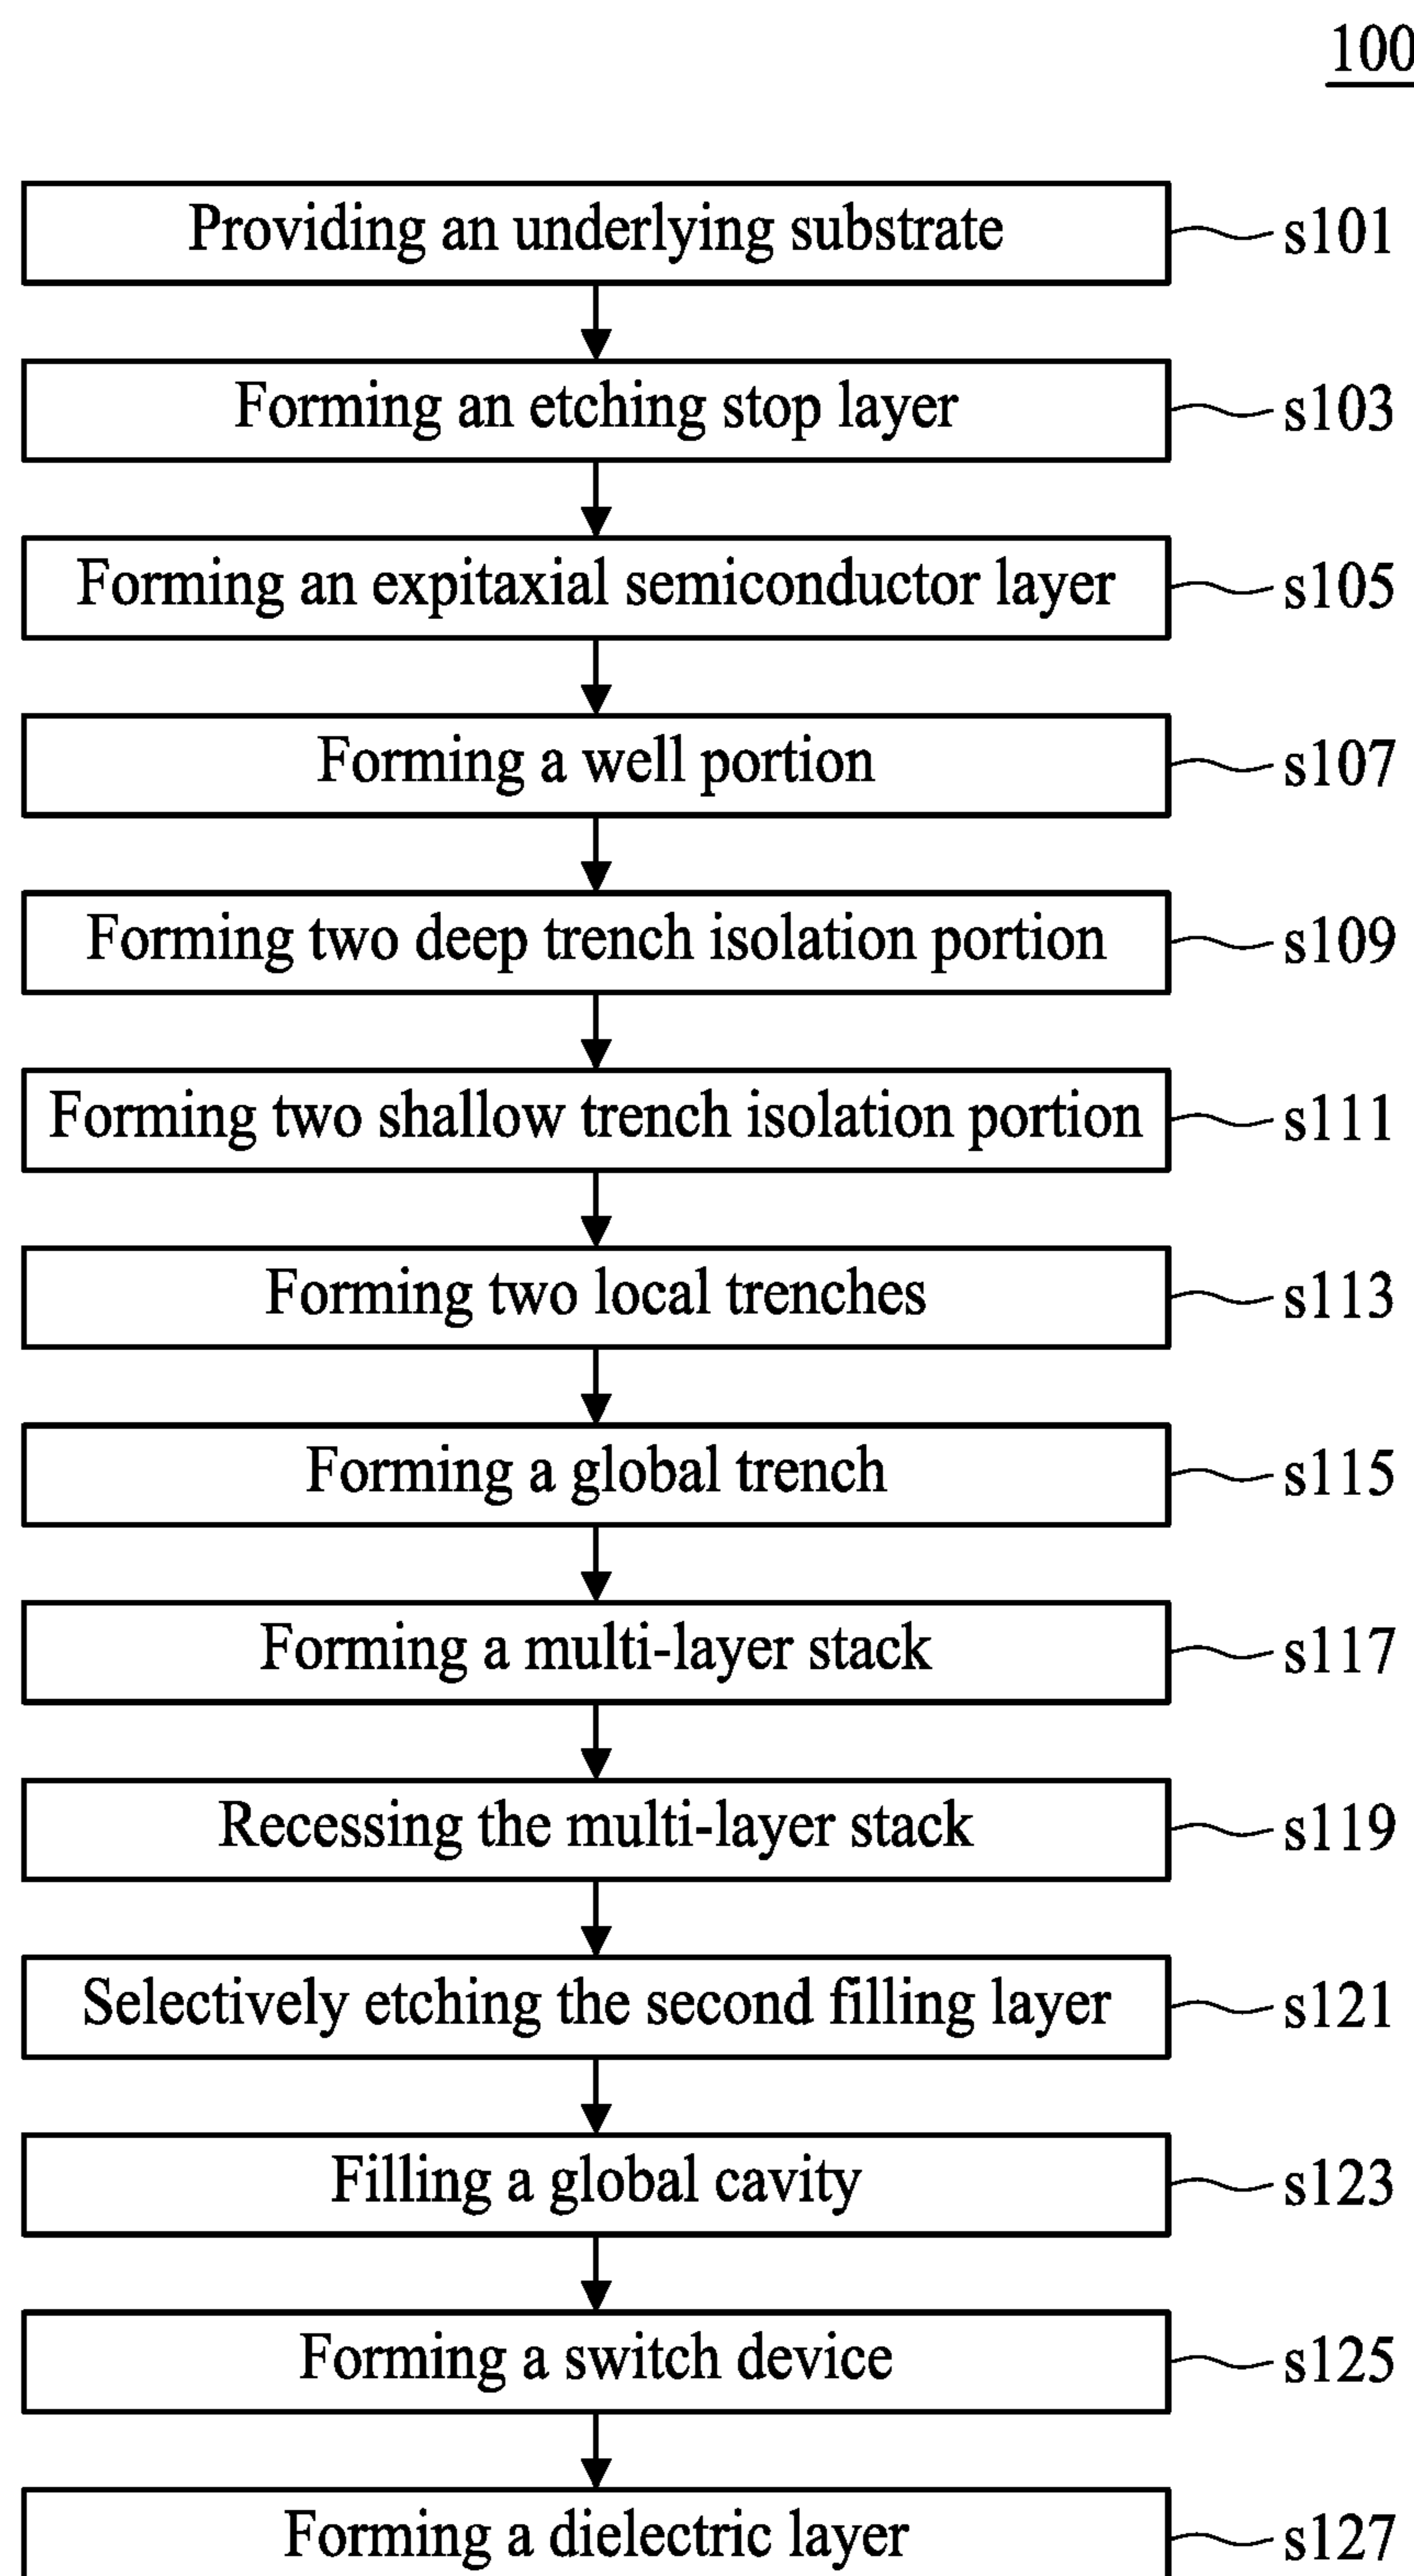 100
Providing an underlying substrate s101
Forming an etching stop layer s103
Forming an expitaxial semiconductor layer s105
Forming a well portion s107
Forming two deep trench isolation portion s109
Forming two shallow trench isolation portion s111
Forming two local trenches s113
Forming a global trench s115
Forming a multi-layer stack s117
Recessing the multi-layer stack s119
Selectively etching the second filling layer s121
Filling a global cavity s123
Forming a switch device s125
Forming a dielectric layer s127